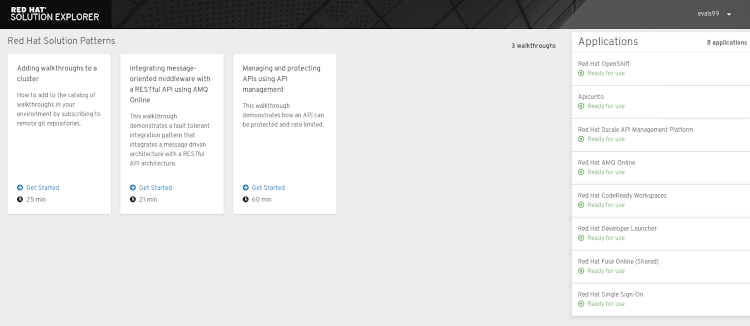 RED HAT
SOLUTION EXPLORER
evals99
Red Hat Solution Patterns
3 walkthroughs
Adding walkthroughs to a
cluster
How to add to the catalog of
walkthroughs in your
environment by subscribing to
remote git repositories.
Get Started
25 min
Integrating message-
oriented middleware with
a RESTful API using AMQ
Online
This walkthrough
demonstrates a fault tolerant
integration pattern that
integrates a message driven
architecture with a RESTful
API architecture.
Get Started
21 min
Managing and protecting
APIs using API
management
This walkthrough
demonstrates how an API can
be protected and rate limited.
Get Started
60 min
Applications
8 applications
Red Hat OpenShift
Ready for use
Apicurito
Ready for use
Red Hat 3scale API Management Platform
Ready for use
Red Hat AMQ Online
Ready for use
Red Hat CodeReady Workspaces
Ready for use
Red Hat Developer Launcher
Ready for use
Red Hat Fuse Online (Shared)
Ready for use
Red Hat Single Sign-On
Ready for use